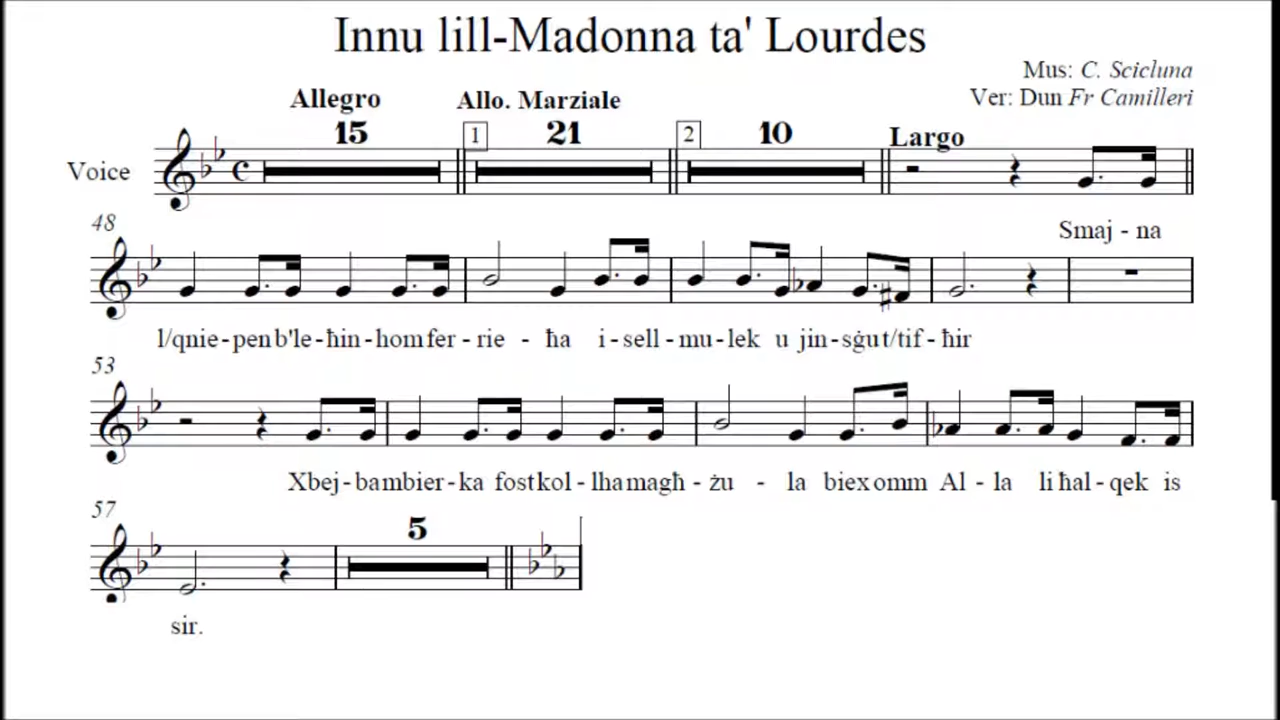 Innu lill-Madonna ta' Lourdes
Mus: C. Scicluna
Ver: Dun Fr Camilleri
Allegro Allo. Marziale Largo
15 1 21 2 10
Voice
Smaj - na
48
l/qnie - pen b'le - ħin - hom fer - rie - ħa i - sell - mu - lek u jin - sġut/tif - ħir
53
Xbej - ba mbier - ka fost kol - lha magħ - żu - la biex omm Al - la li ħal - qek is
57
5
sir.